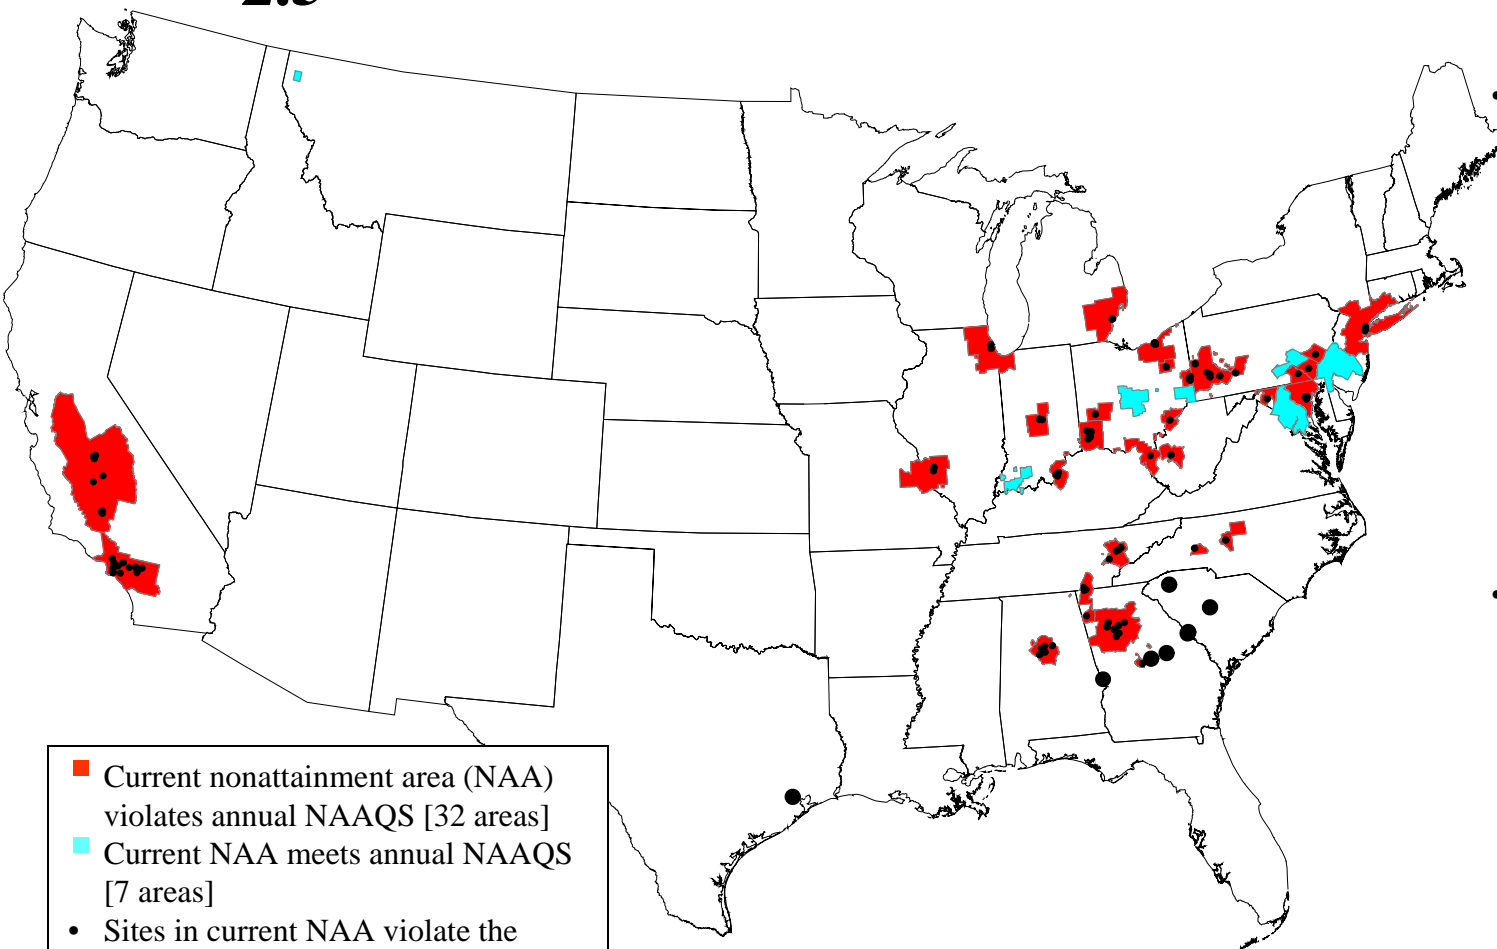 Current nonattainment area (NAA)
violates annual NAAQS [32 areas]
Current NAA meets annual NAAQS
[7 areas]
• Sites in current NAA violate the